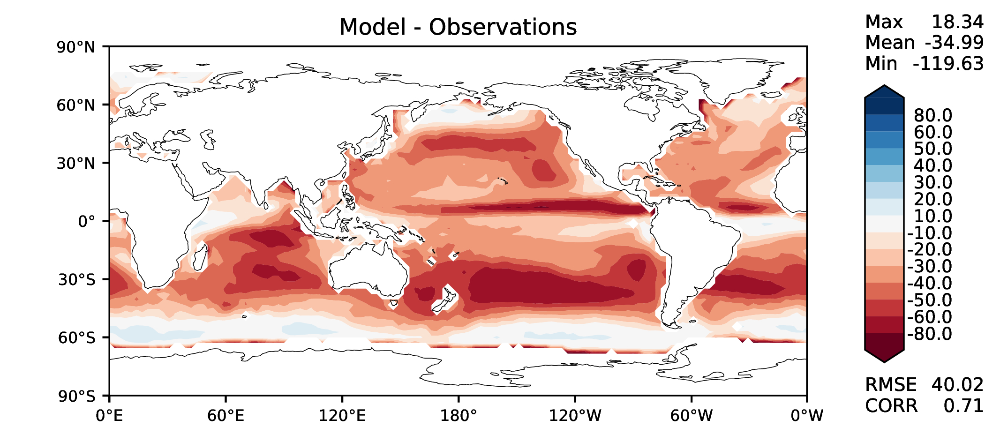 Model - Observations
Max 18.34
Mean -34.99
Min -119.63
90°N
60°N
30°N
0°
30°S
60°S
90°S
0°E
60°E
120°E
180°
120°W
60°W
0°W
80.0
60.0
50.0
40.0
30.0
20.0
10.0
-10.0
-20.0
-30.0
-40.0
-50.0
-60.0
-80.0
RMSE 40.02
CORR 0.71